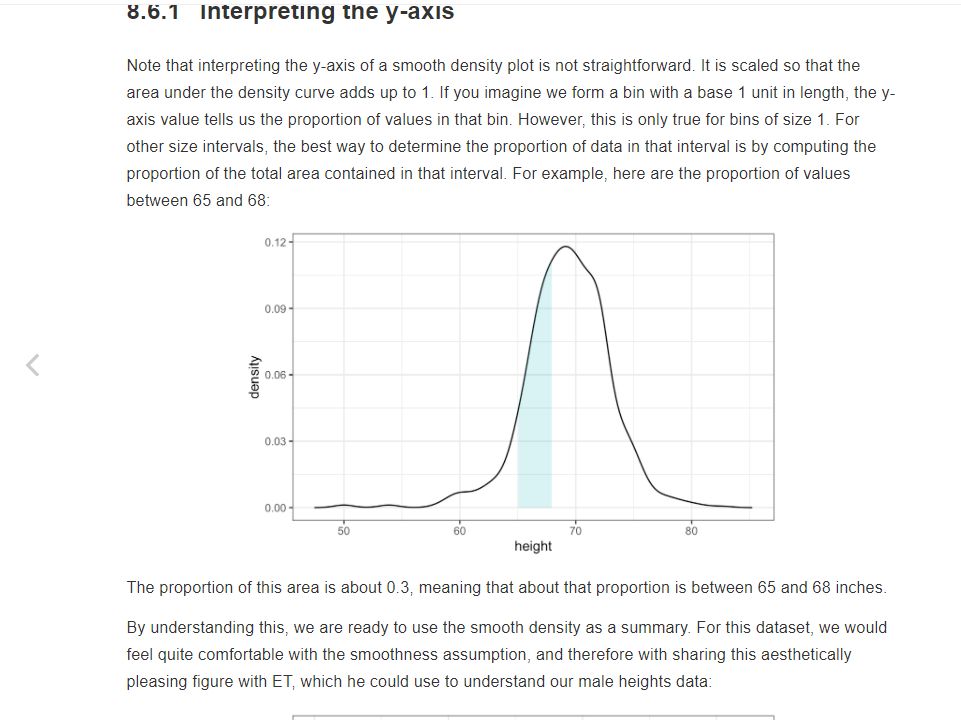 8.6.1 Interpreting the y-axis
Note that interpreting the y-axis of a smooth density plot is not straightforward. It is scaled so that the
area under the density curve adds up to 1. If you imagine we form a bin with a base 1 unit in length, the y-
axis value tells us the proportion of values in that bin. However, this is only true for bins of size 1. For
other size intervals, the best way to determine the proportion of data in that interval is by computing the
proportion of the total area contained in that interval. For example, here are the proportion of values
between 65 and 68:
0.12
0.09
0.06
0.03
0.00
density
50 60 70 80
height
The proportion of this area is about 0.3, meaning that about that proportion is between 65 and 68 inches.
By understanding this, we are ready to use the smooth density as a summary. For this dataset, we would
feel quite comfortable with the smoothness assumption, and therefore with sharing this aesthetically
pleasing figure with ET, which he could use to understand our male heights data: